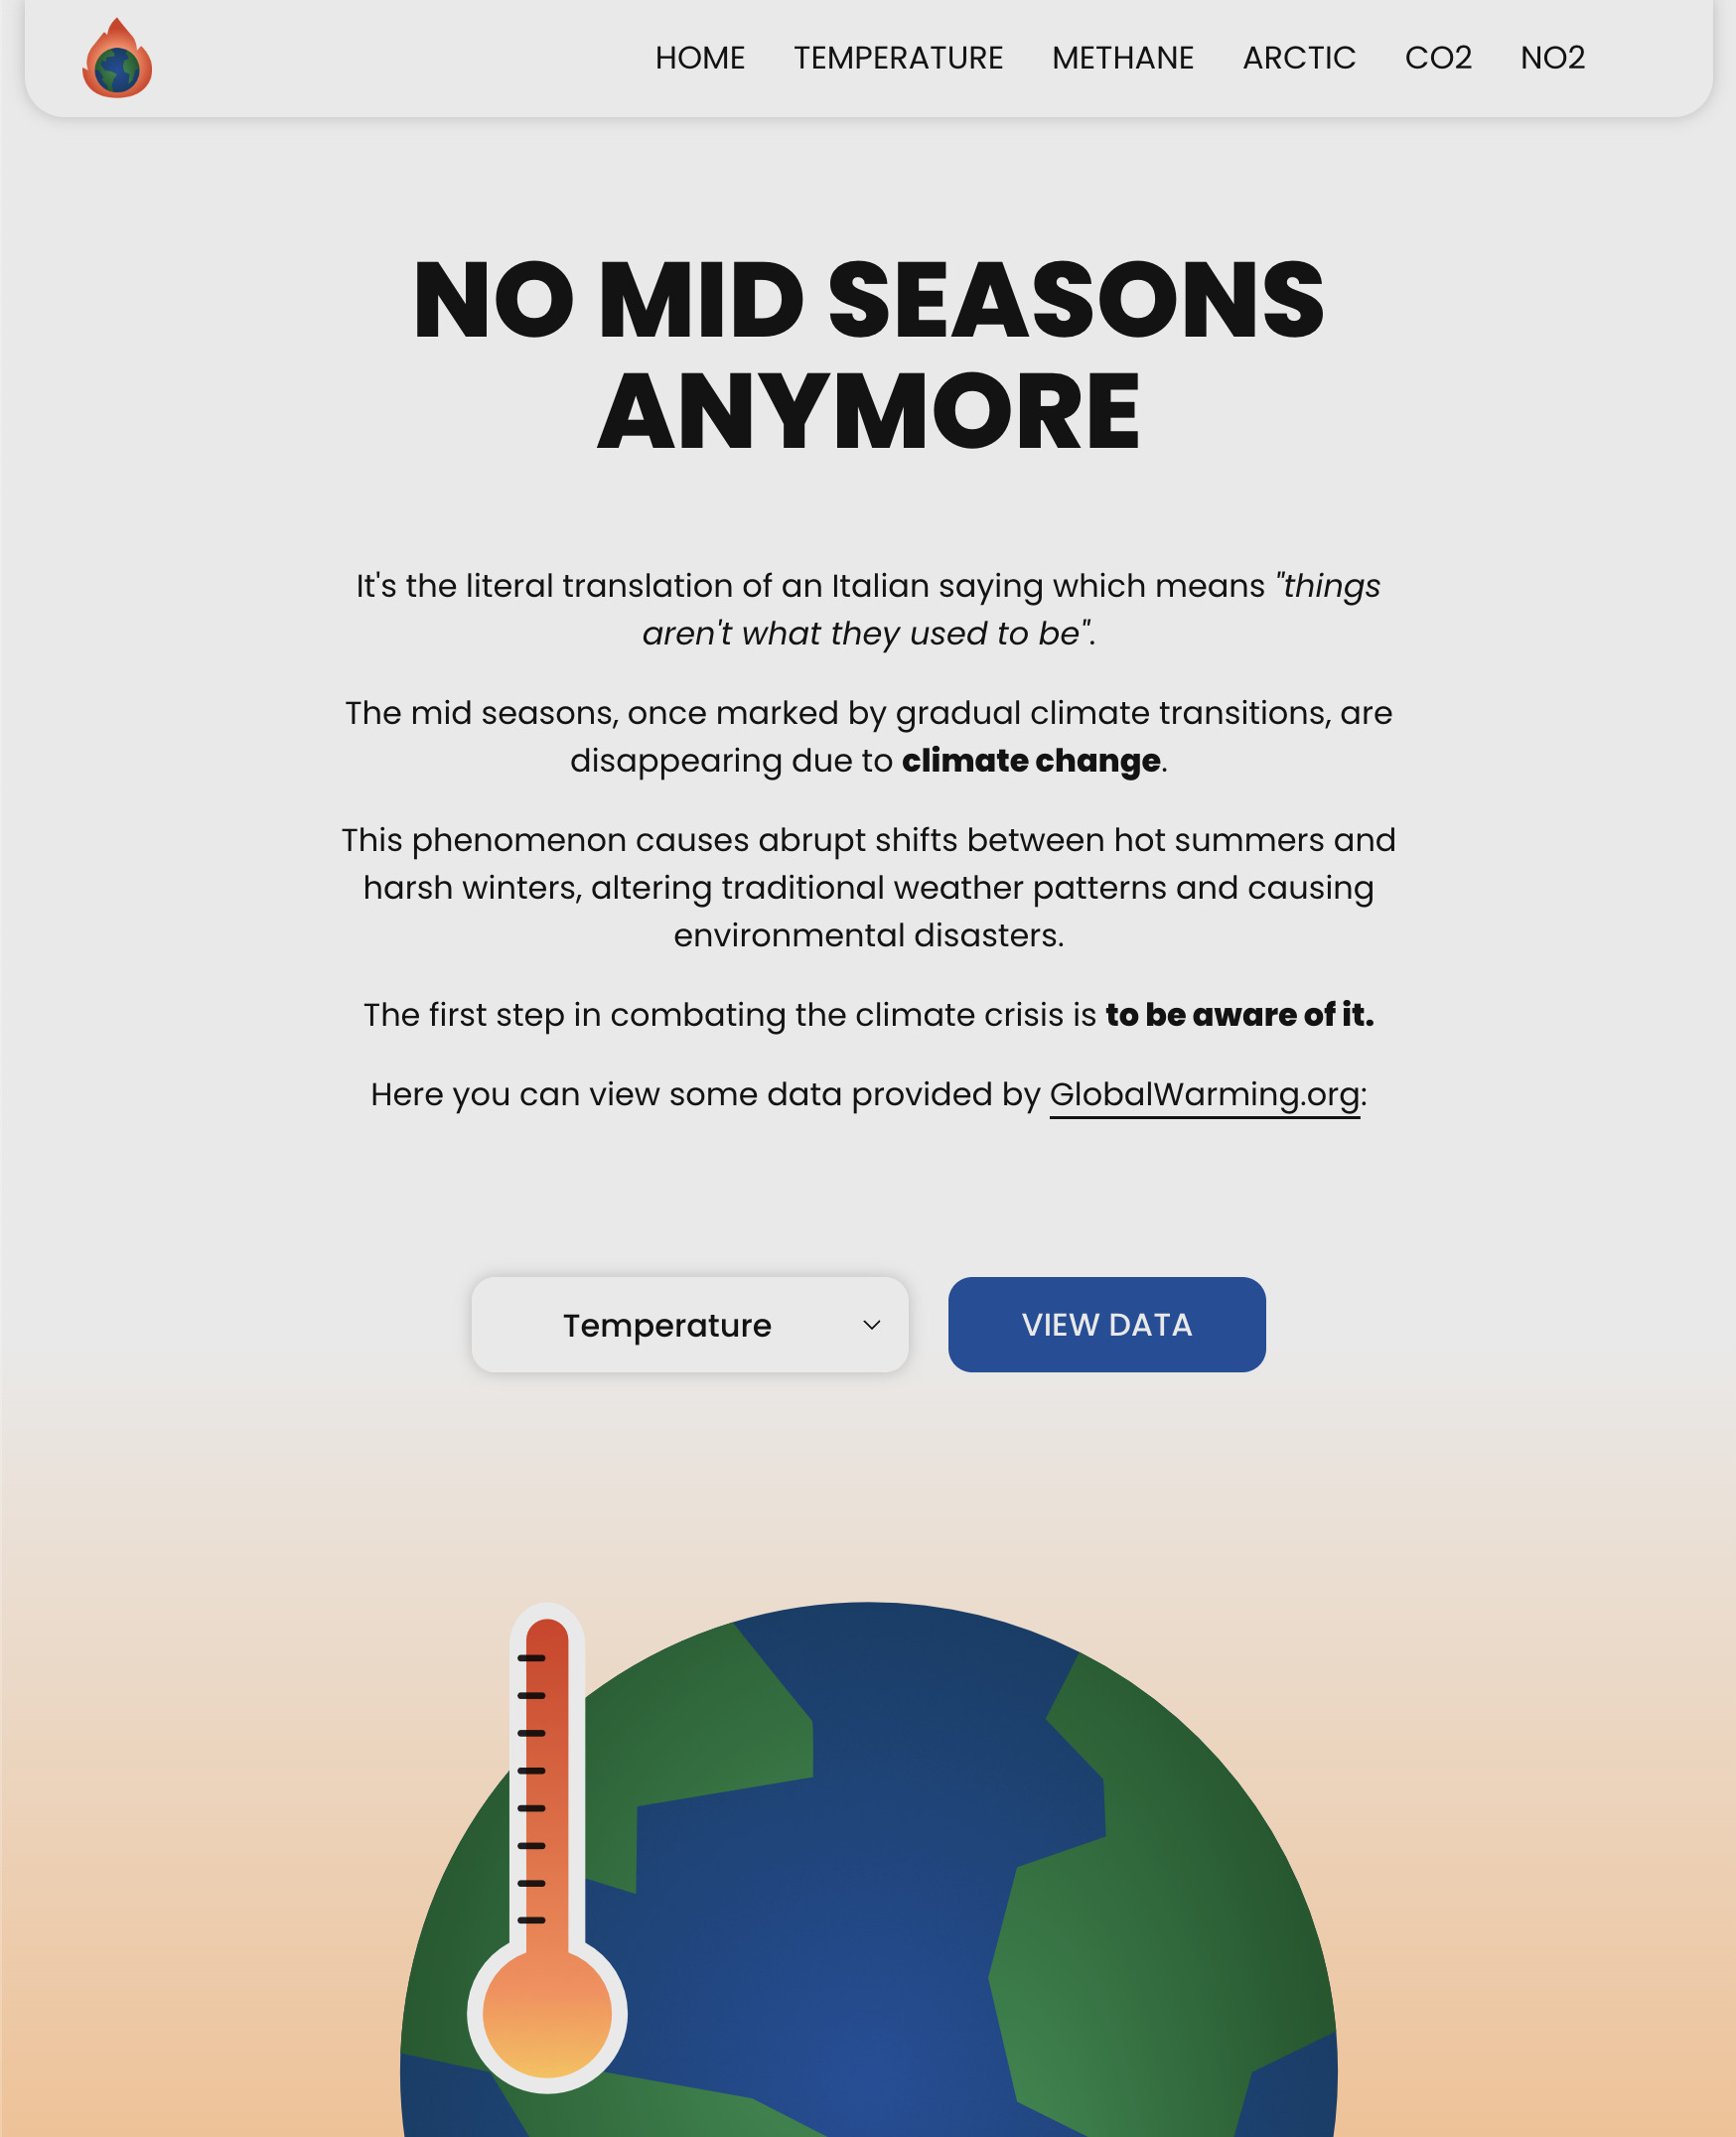 HOME TEMPERATURE METHANE ARCTIC CO2 NO2
NO MID SEASONS
ANYMORE
It's the literal translation of an Italian saying which means "things
aren't what they used to be".
The mid seasons, once marked by gradual climate transitions, are
disappearing due to climate change.
This phenomenon causes abrupt shifts between hot summers and
harsh winters, altering traditional weather patterns and causing
environmental disasters.
The first step in combating the climate crisis is to be aware of it.
Here you can view some data provided by GlobalWarming.org:
Temperature
VIEW DATA